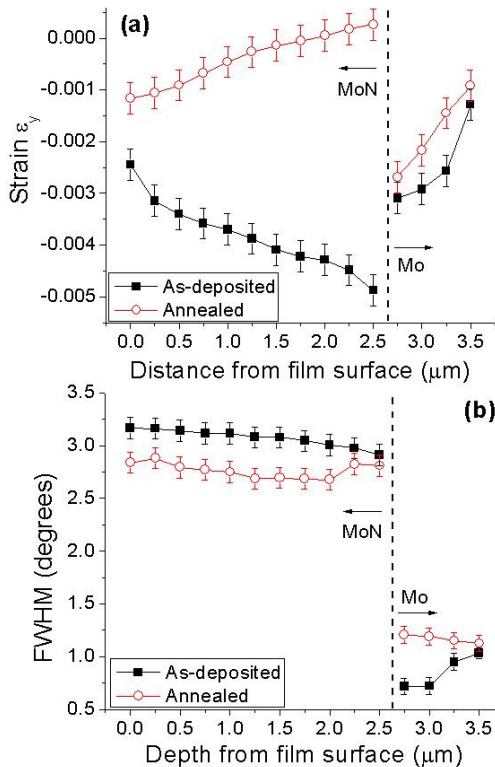 (a)
0.000
-0.001
-0.002
-0.003
-0.004
-0.005
Strain εy
MoN
Mo
As-deposited
Annealed
0.0 0.5 1.0 1.5 2.0 2.5 3.0 3.5
Distance from film surface (μm)
(b)
3.5
3.0
2.5
2.0
1.5
1.0
0.5
FWHM (degrees)
MoN
Mo
As-deposited
Annealed
0.0 0.5 1.0 1.5 2.0 2.5 3.0 3.5
Depth from film surface (μm)